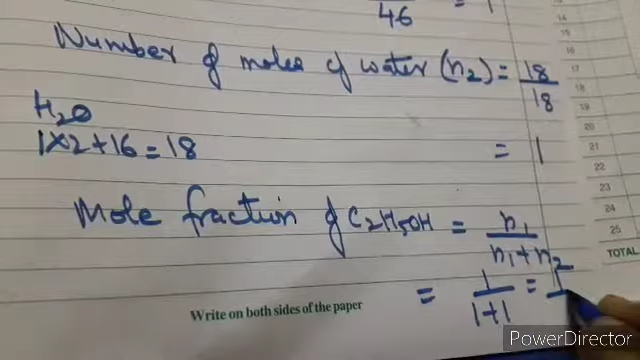 46 = 1
Number of moles of water (n2) = 18/18
H2O
1x2+16=18
= 1
Mole fraction of C2H5OH = n1/n1+n2
= 1/1+1 = 1
Write on both sides of the paper
14
15
16
17
18
19
20
21
22
23
24
25
TOTAL
PowerDirector